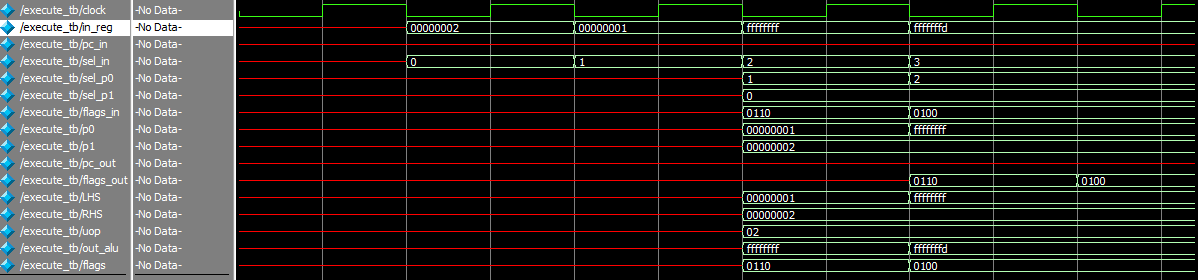 /execute_tb/clock -No Data-
/execute_tb/in_reg -No Data- 00000002 00000001 ffffffff fffffffd
/execute_tb/pc_in -No Data-
/execute_tb/sel_in -No Data- 0 1 2 3
/execute_tb/sel_p0 -No Data- 1 2
/execute_tb/sel_p1 -No Data- 0
/execute_tb/flags_in -No Data- 0110 0100
/execute_tb/p0 -No Data- 00000001 ffffffff
/execute_tb/p1 -No Data- 00000002
/execute_tb/pc_out -No Data-
/execute_tb/flags_out -No Data- 0110 0100
/execute_tb/LHS -No Data- 00000001 ffffffff
/execute_tb/RHS -No Data- 00000002
/execute_tb/uop -No Data- 02
/execute_tb/out_alu -No Data- ffffffff fffffffd
/execute_tb/flags -No Data- 0110 0100